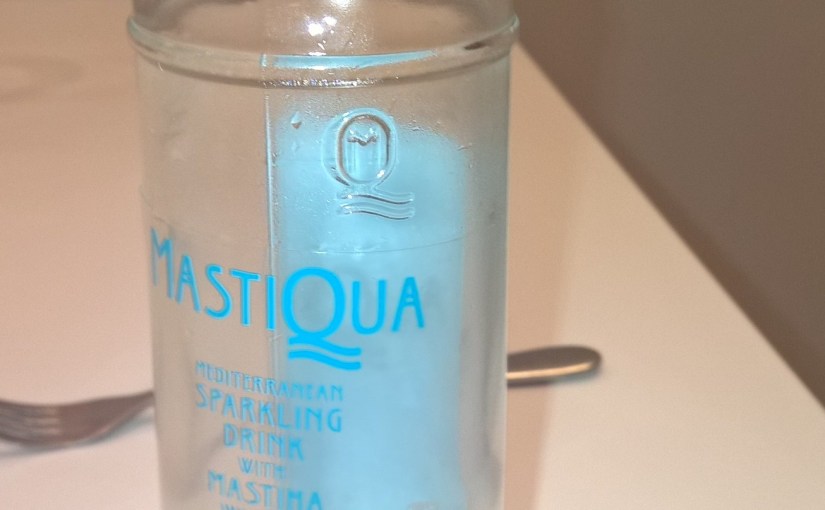 MASTIQUA
MEDITERRANEAN
SPARKLING
DRINK
WITH
MASTIHA